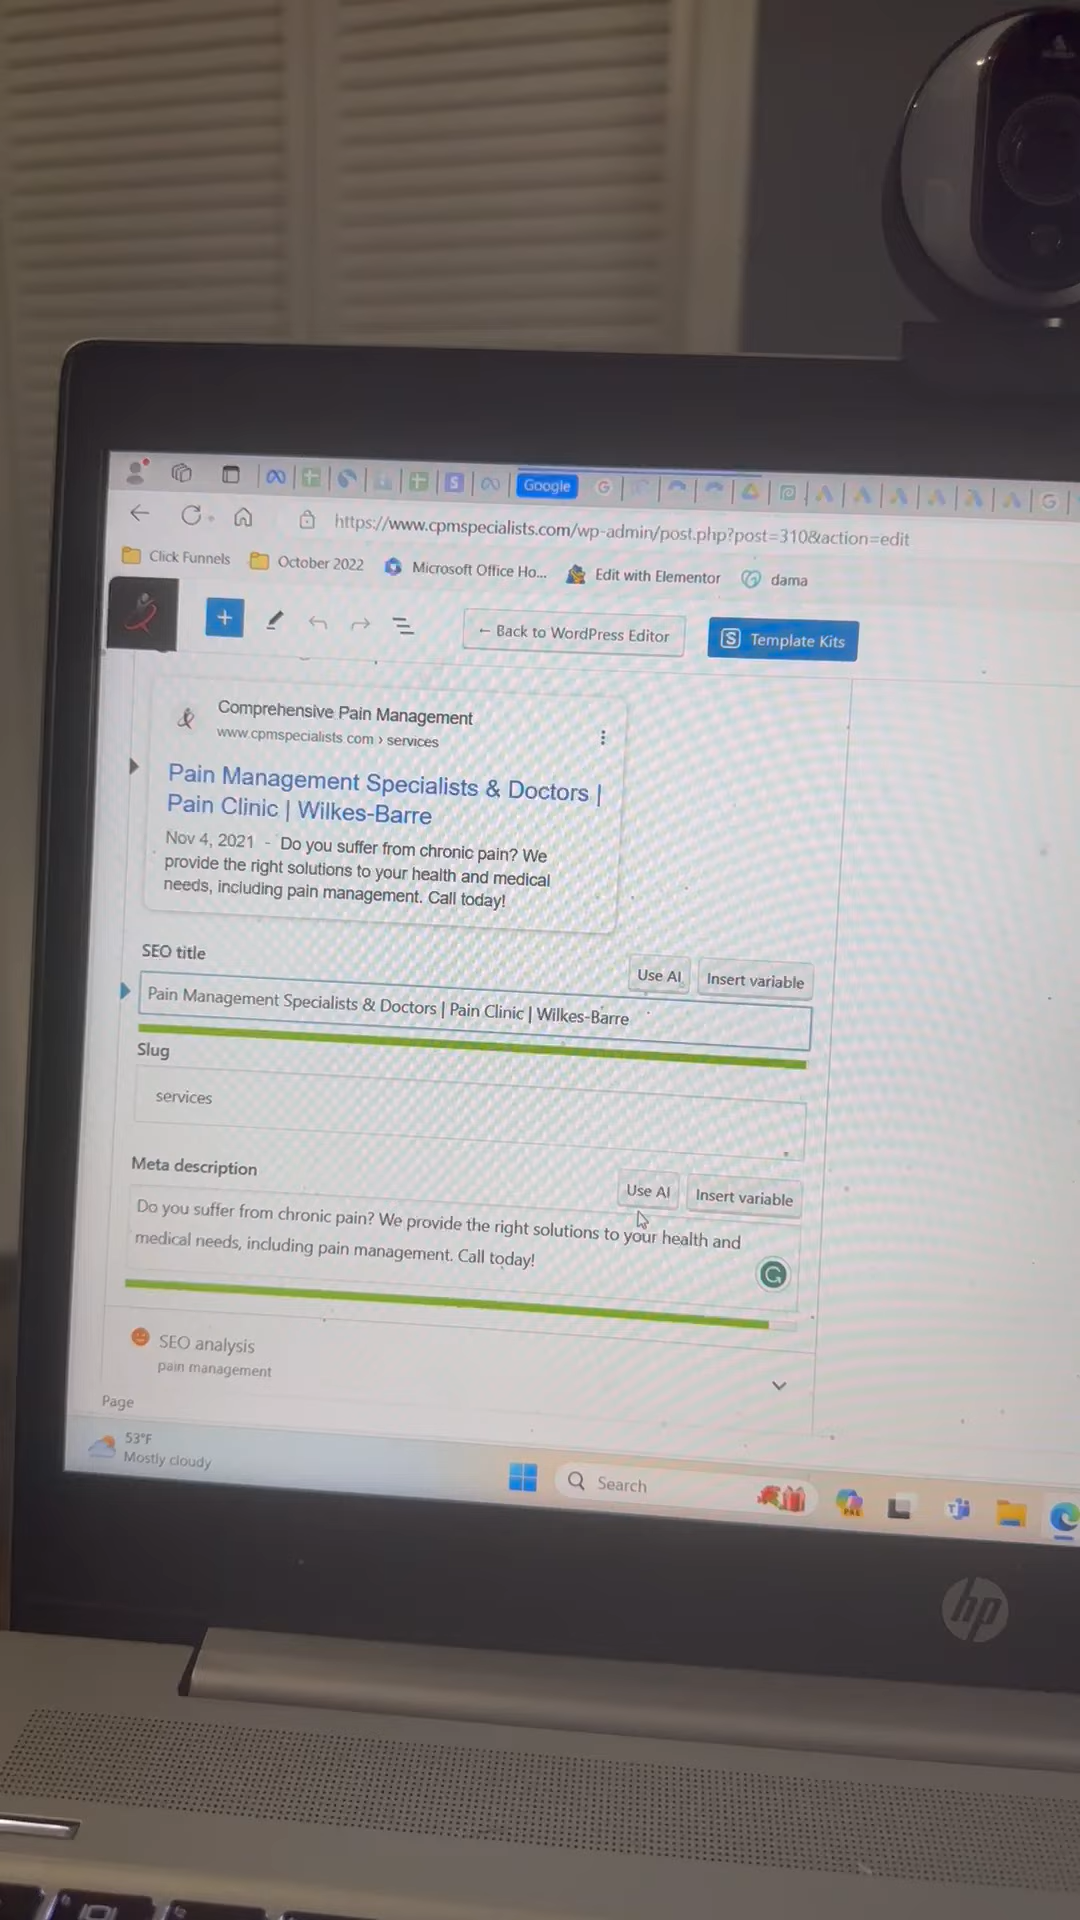 Google
https://www.cpmspecialists.com/wp-admin/post.php?post=310&action=edit
Click Funnels
October 2022
Microsoft Office Ho...
Edit with Elementor
dama
← Back to WordPress Editor
S Template Kits
Comprehensive Pain Management
www.cpmspecialists.com › services
Pain Management Specialists & Doctors |
Pain Clinic | Wilkes-Barre
Nov 4, 2021 - Do you suffer from chronic pain? We
provide the right solutions to your health and medical
needs, including pain management. Call today!
SEO title
Use AI
Insert variable
Pain Management Specialists & Doctors | Pain Clinic | Wilkes-Barre
Slug
services
Meta description
Use AI
Insert variable
Do you suffer from chronic pain? We provide the right solutions to your health and
medical needs, including pain management. Call today!
SEO analysis
pain management
Page
53°F
Mostly cloudy
Search
hp